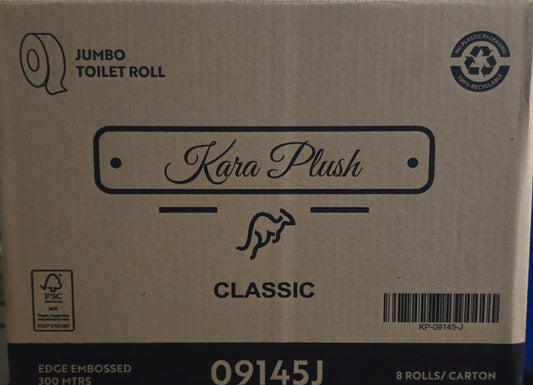 JUMBO
TOILET ROLL
NO PLASTIC PACKAGING
100% RECYCLABLE
Kara Plush
CLASSIC
FSC
MIX
KP-09145-J
EDGE EMBOSSED
300 MTRS
09145J
8 ROLLS/ CARTON